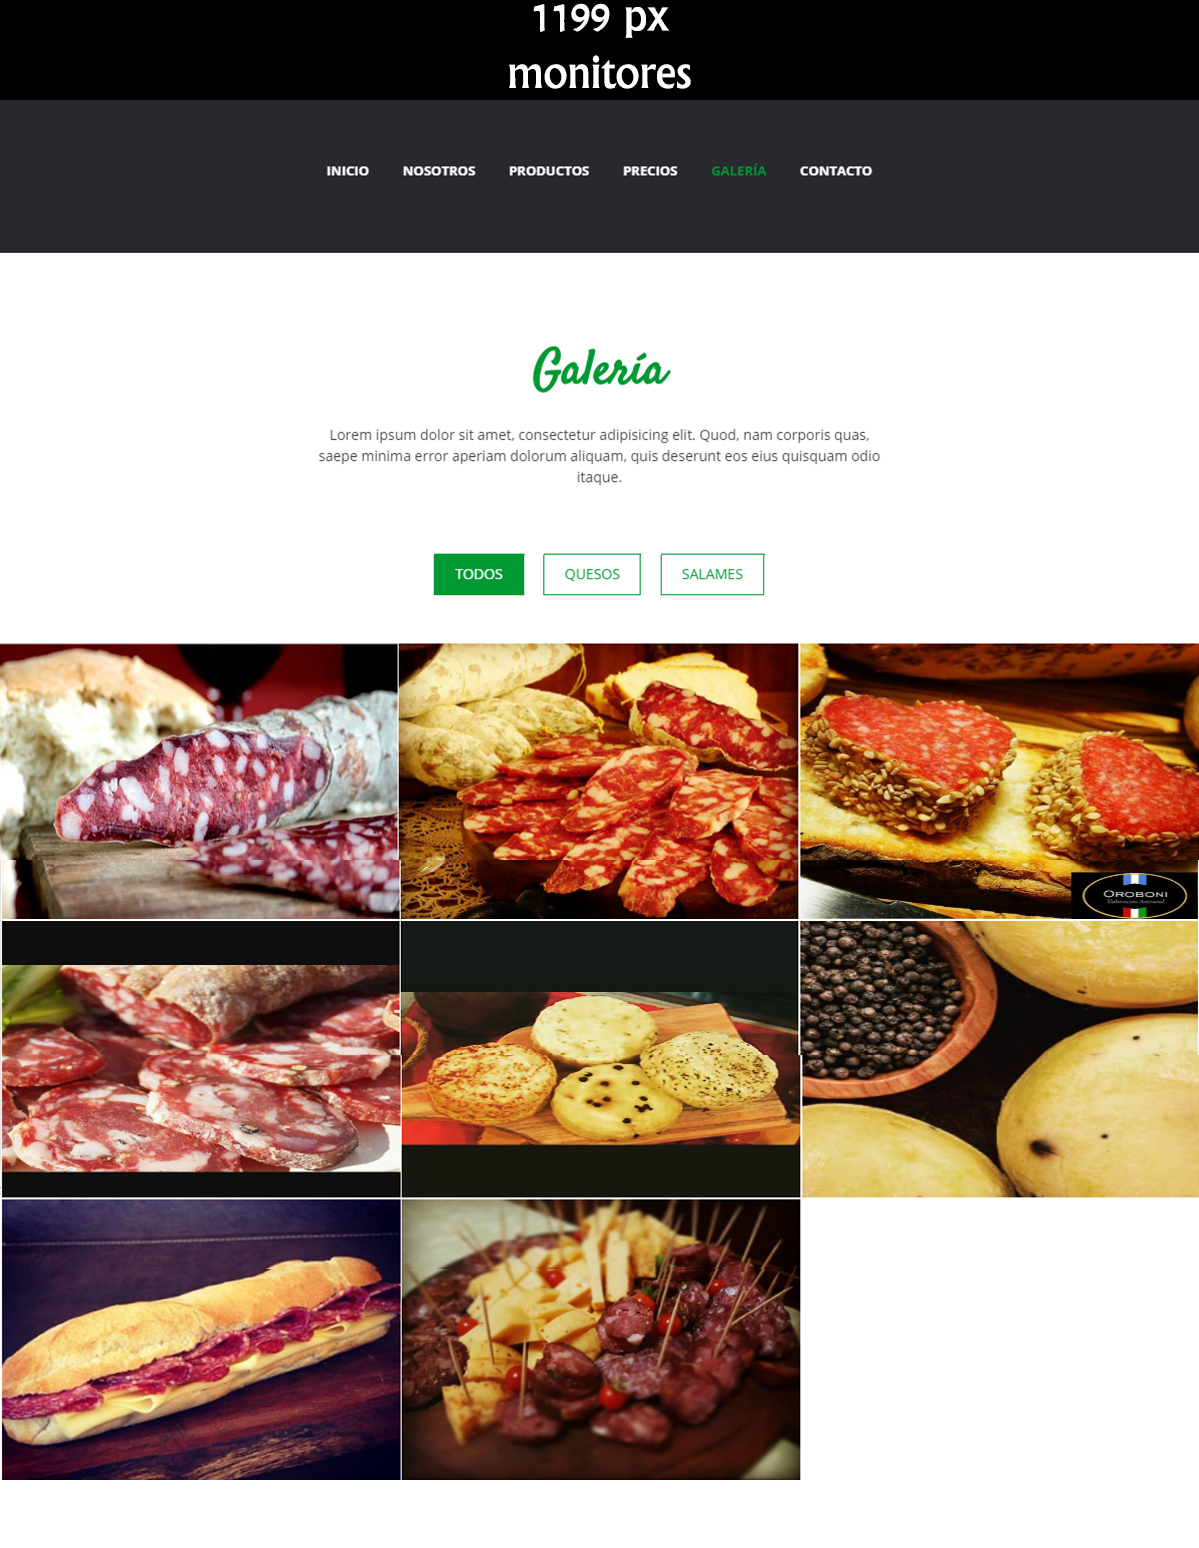 1199 px
monitores
INICIO NOSOTROS PRODUCTOS PRECIOS GALERÍA CONTACTO
Galería
Lorem ipsum dolor sit amet, consectetur adipisicing elit. Quod, nam corporis quas,
saepe minima error aperiam dolorum aliquam, quis deserunt eos eius quisquam odio
itaque.
TODOS QUESOS SALAMES
OROBONI
Elaboración Artesanal